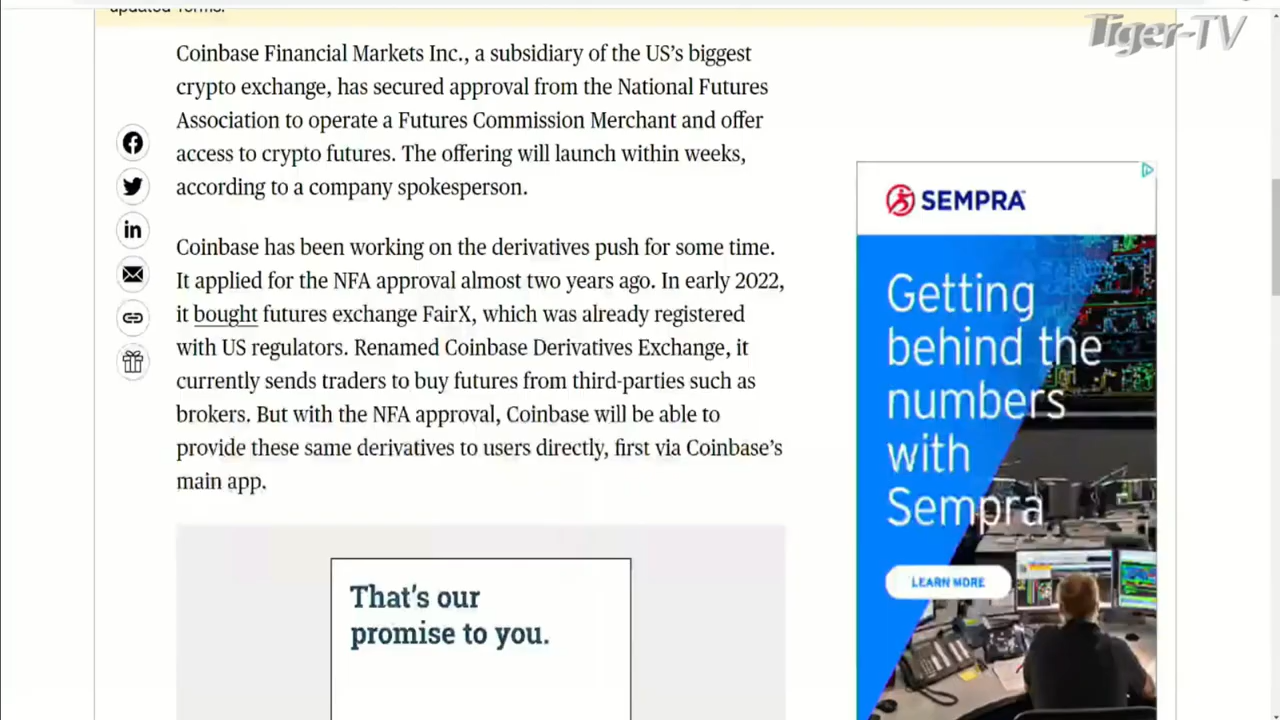 updated Terms.
Tiger-TV
Coinbase Financial Markets Inc., a subsidiary of the US's biggest
crypto exchange, has secured approval from the National Futures
Association to operate a Futures Commission Merchant and offer
access to crypto futures. The offering will launch within weeks,
according to a company spokesperson.
Coinbase has been working on the derivatives push for some time.
It applied for the NFA approval almost two years ago. In early 2022,
it bought futures exchange FairX, which was already registered
with US regulators. Renamed Coinbase Derivatives Exchange, it
currently sends traders to buy futures from third-parties such as
brokers. But with the NFA approval, Coinbase will be able to
provide these same derivatives to users directly, first via Coinbase's
main app.
That's our
promise to you.
SEMPRA
Getting
behind the
numbers
with
Sempra
LEARN MORE